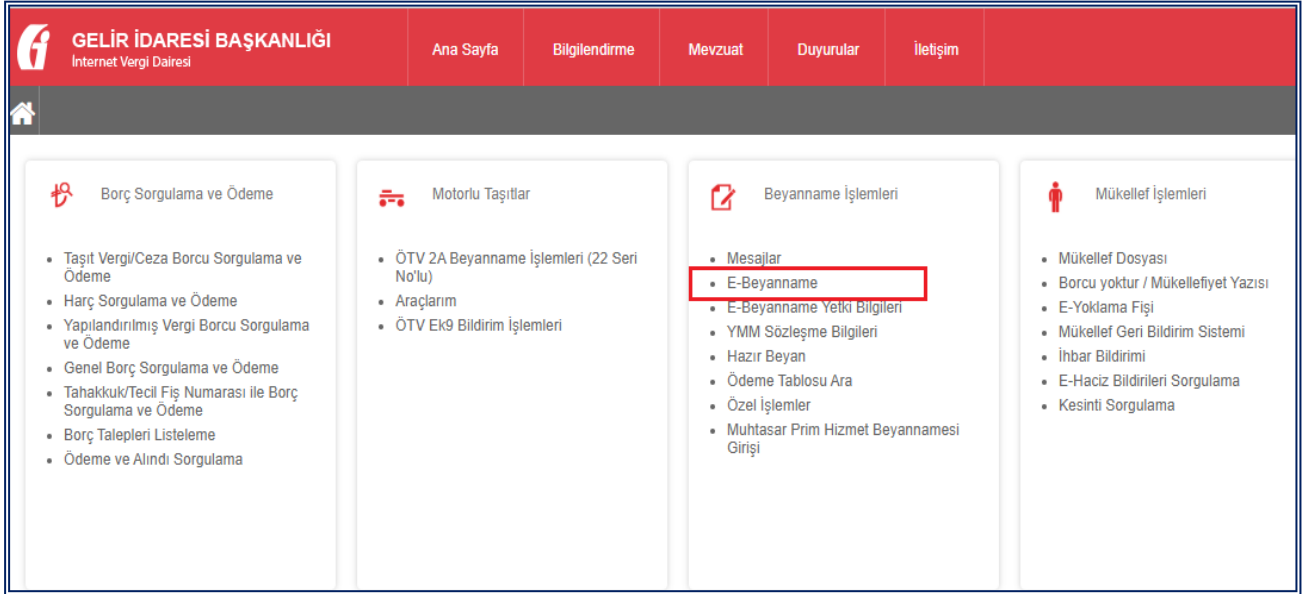 GELİR İDARESİ BAŞKANLIĞI
İnternet Vergi Dairesi
Ana Sayfa
Bilgilendirme
Mevzuat
Duyurular
İletişim
Borç Sorgulama ve Ödeme
Taşıt Vergi/Ceza Borcu Sorgulama ve
Ödeme
Harç Sorgulama ve Ödeme
Yapılandırılmış Vergi Borcu Sorgulama
ve Ödeme
Genel Borç Sorgulama ve Ödeme
Tahakkuk/Tecil Fiş Numarası ile Borç
Sorgulama ve Ödeme
Borç Talepleri Listeleme
Ödeme ve Alındı Sorgulama
Motorlu Taşıtlar
ÖTV 2A Beyanname İşlemleri (22 Seri
No'lu)
Araçlarım
ÖTV Ek9 Bildirim İşlemleri
Beyanname İşlemleri
Mesajlar
E-Beyanname
E-Beyanname Yetki Bilgileri
YMM Sözleşme Bilgileri
Hazır Beyan
Ödeme Tablosu Ara
Özel İşlemler
Muhtasar Prim Hizmet Beyannamesi
Girişi
Mükellef İşlemleri
Mükellef Dosyası
Borcu yoktur / Mükellefiyet Yazısı
E-Yoklama Fişi
Mükellef Geri Bildirim Sistemi
İhbar Bildirimi
E-Haciz Bildirileri Sorgulama
Kesinti Sorgulama